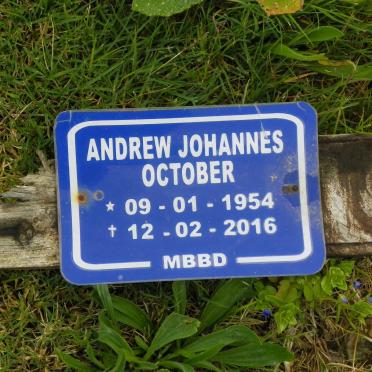 ANDREW JOHANNES
OCTOBER
★ 09 - 01 - 1954
✝ 12 - 02 - 2016
MBBD